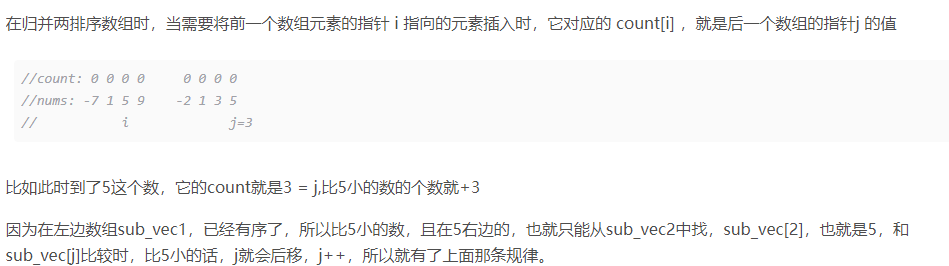 在归并两排序数组时，当需要将前一个数组元素的指针 i 指向的元素插入时，它对应的 count[i] ，就是后一个数组的指针j 的值
//count: 0 0 0 0     0 0 0 0
//nums: -7 1 5 9    -2 1 3 5
//           i             j=3
比如此时到了5这个数，它的count就是3 = j,比5小的数的个数就+3
因为在左边数组sub_vec1，已经有序了，所以比5小的数，且在5右边的，也就只能从sub_vec2中找，sub_vec[2]，也就是5，和
sub_vec[j]比较时，比5小的话，j就会后移，j++，所以就有了上面那条规律。